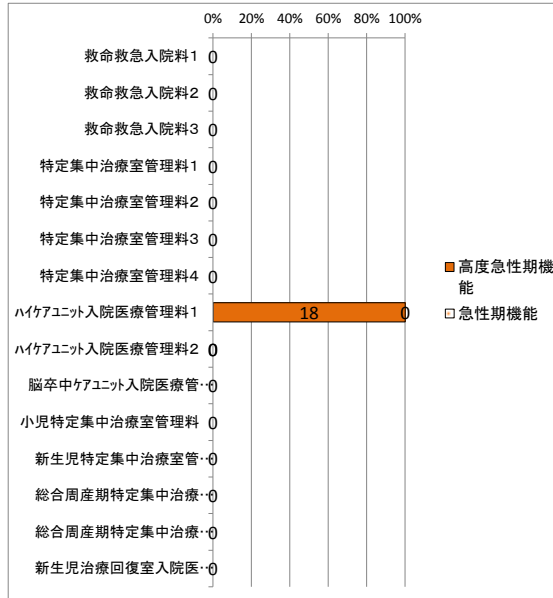 0% 20% 40% 60% 80% 100%
救命救急入院料1 0
救命救急入院料2 0
救命救急入院料3 0
特定集中治療室管理料1 0
特定集中治療室管理料2 0
特定集中治療室管理料3 0
特定集中治療室管理料4 0
ﾊｲｹｱﾕﾆｯﾄ入院医療管理料1 18 0
ﾊｲｹｱﾕﾆｯﾄ入院医療管理料2 0
脳卒中ケアユニット入院医療管… 0
小児特定集中治療室管理料 0
新生児特定集中治療室管… 0
総合周産期特定集中治療… 0
総合周産期特定集中治療… 0
新生児治療回復室入院医… 0
高度急性期機
能
急性期機能